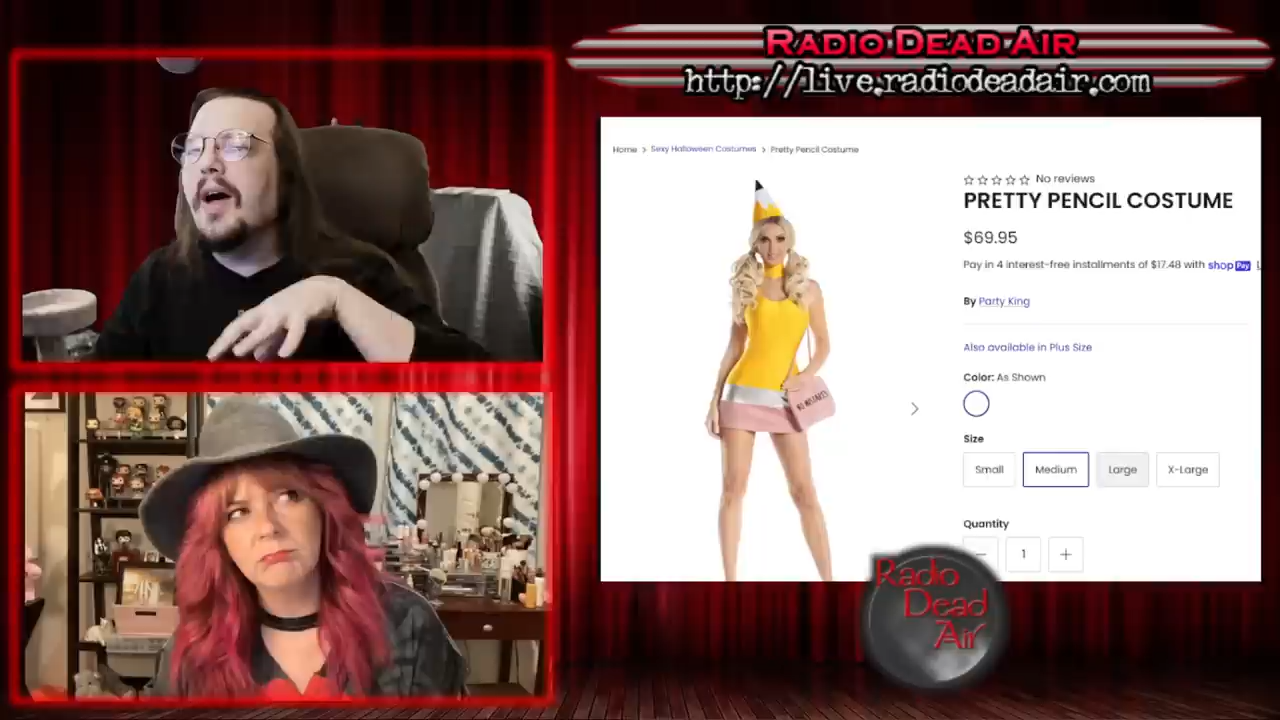 RADIO DEAD AIR
http://live.radiodeadair.com
Home > Sexy Halloween Costumes > Pretty Pencil Costume
No reviews
PRETTY PENCIL COSTUME
$69.95
Pay in 4 interest-free installments of $17.48 with shop Pay L
By Party King
Also available in Plus Size
Color: As Shown
Size
Small Medium Large X-Large
Quantity
− 1 +
NO MISTAKES
Radio
Dead
Air